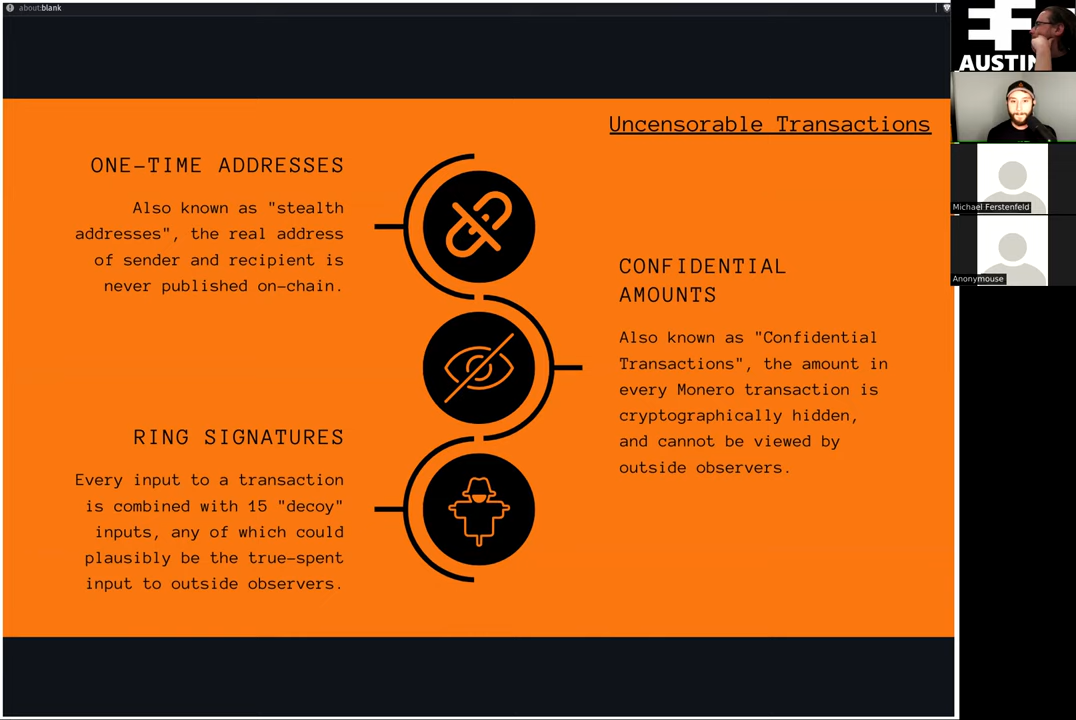 about:blank
Uncensorable Transactions
ONE-TIME ADDRESSES
Also known as "stealth
addresses", the real address
of sender and recipient is
never published on-chain.
CONFIDENTIAL
AMOUNTS
Also known as "Confidential
Transactions", the amount in
every Monero transaction is
cryptographically hidden,
and cannot be viewed by
outside observers.
RING SIGNATURES
Every input to a transaction
is combined with 15 "decoy"
inputs, any of which could
plausibly be the true-spent
input to outside observers.
Michael Ferstenfeld
Anonymouse